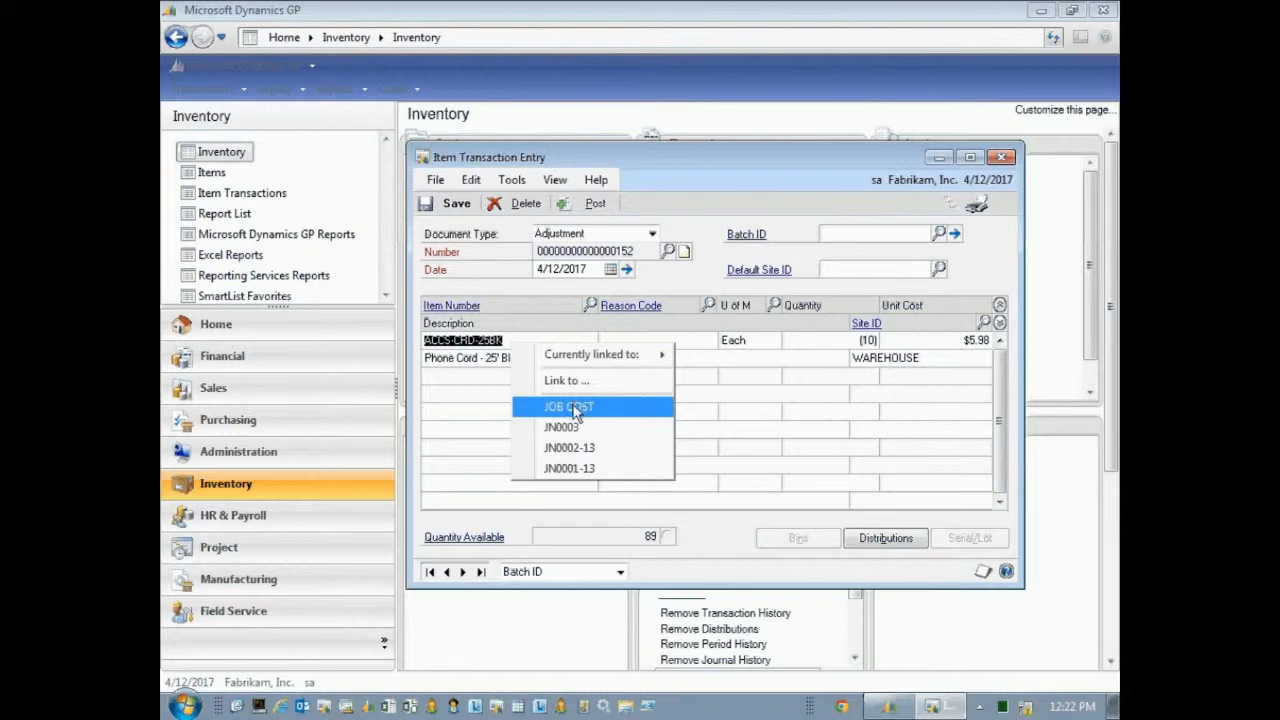 Microsoft Dynamics GP
Home Inventory Inventory
Inventory
Inventory
Customize this page...
Inventory
Items
Item Transactions
Report List
Microsoft Dynamics GP Reports
Excel Reports
Reporting Services Reports
SmartList Favorites
Home
Financial
Sales
Purchasing
Administration
Inventory
HR & Payroll
Project
Manufacturing
Field Service
Item Transaction Entry
File Edit Tools View Help
sa Fabrikam, Inc. 4/12/2017
Save Delete Post
Document Type: Adjustment
Batch ID
Number 00000000000000152
Date 4/12/2017
Default Site ID
Item Number Reason Code U of M Quantity Unit Cost
Description Site ID
ACCS-CRD-25BK Each (10) $5.98
Phone Cord - 25' Bl WAREHOUSE
Currently linked to:
Link to ...
JOB COST
JN0003
JN0002-13
JN0001-13
Quantity Available 89
Bins Distributions Serial/Lot
Batch ID
Remove Transaction History
Remove Distributions
Remove Period History
Remove Journal History
4/12/2017 Fabrikam, Inc. sa
12:22 PM